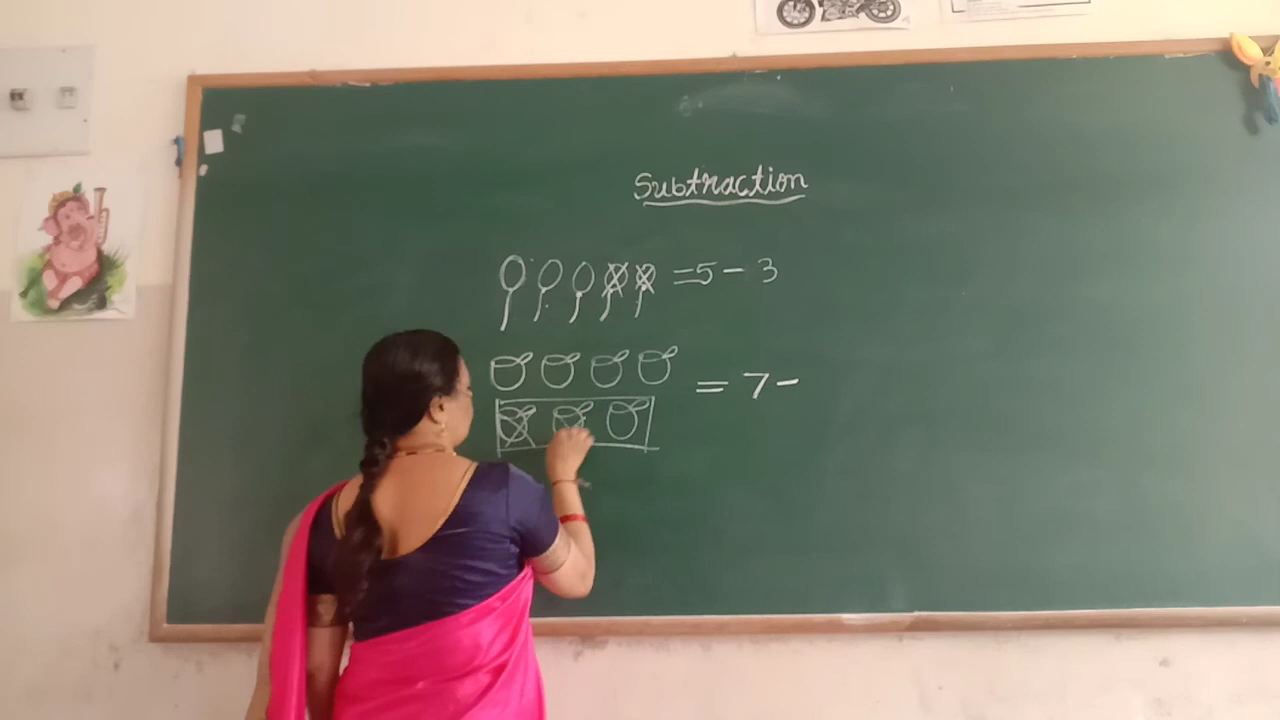 Subtraction
=5-3
= 7-